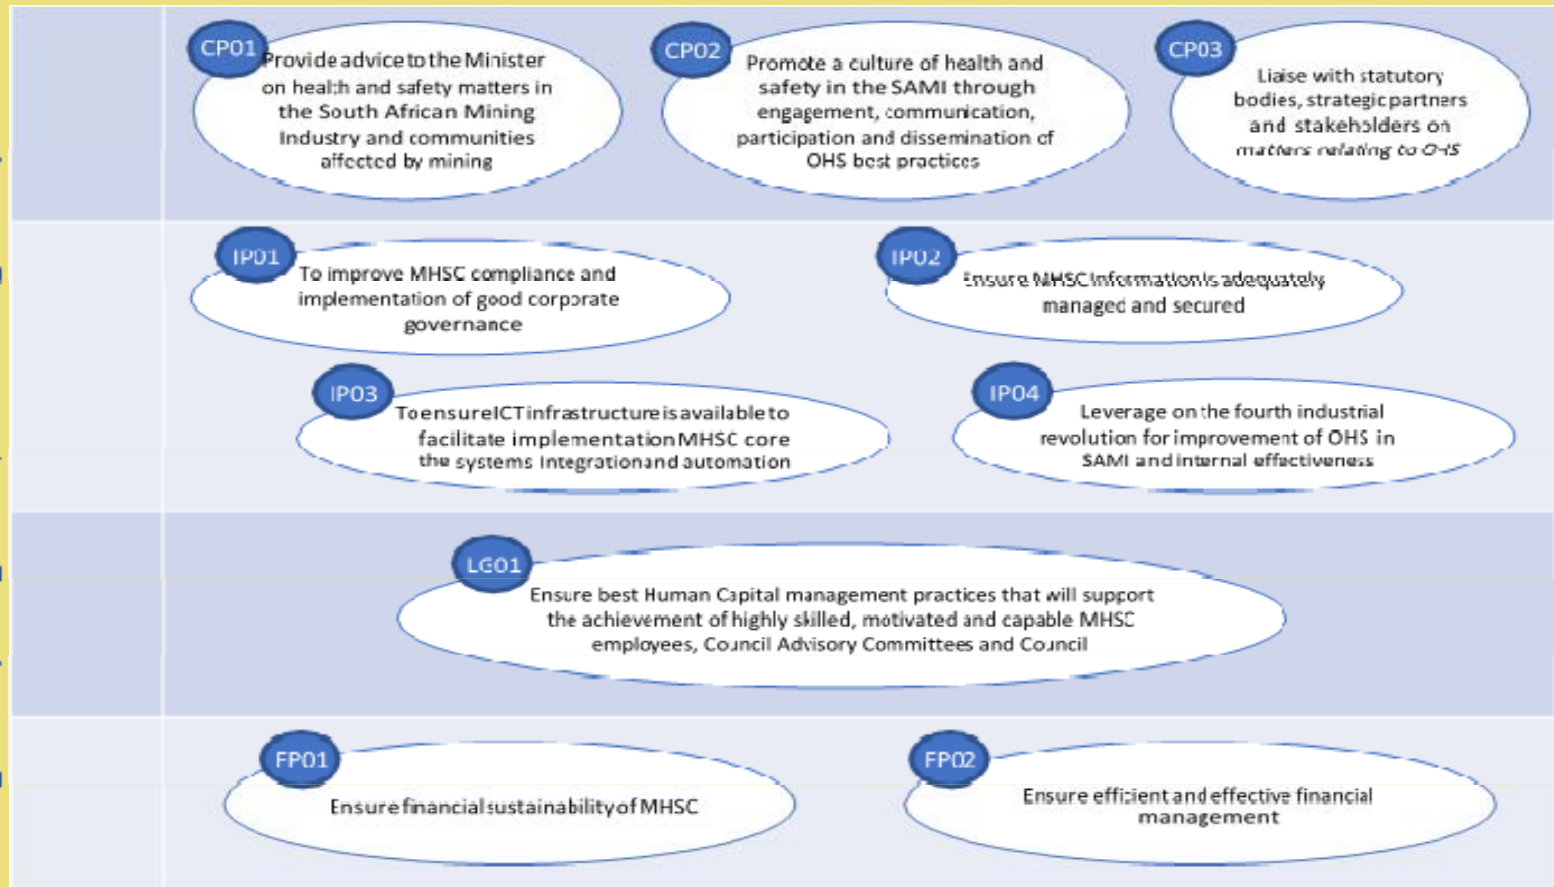 CP01
Provide advice to the Minister
on health and safety matters in
the South African Mining
Industry and communities
affected by mining
CP02
Promote a culture of health and
safety in the SAMI through
engagement, communication,
participation and dissemination of
OHS best practices
CP03
Liaise with statutory
bodies, strategic partners
and stakeholders on
matters relating to OHS
IP01
To improve MHSC compliance and
implementation of good corporate
governance
IP02
Ensure MHSC Information is adequately
managed and secured
IP03
To ensure ICT infrastructure is available to
facilitate implementation MHSC core
the systems Integration and automation
IP04
Leverage on the fourth industrial
revolution for improvement of OHS in
SAMI and internal effectiveness
LG01
Ensure best Human Capital management practices that will support
the achievement of highly skilled, motivated and capable MHSC
employees, Council Advisory Committees and Council
FP01
Ensure financial sustainability of MHSC
FP02
Ensure efficient and effective financial
management